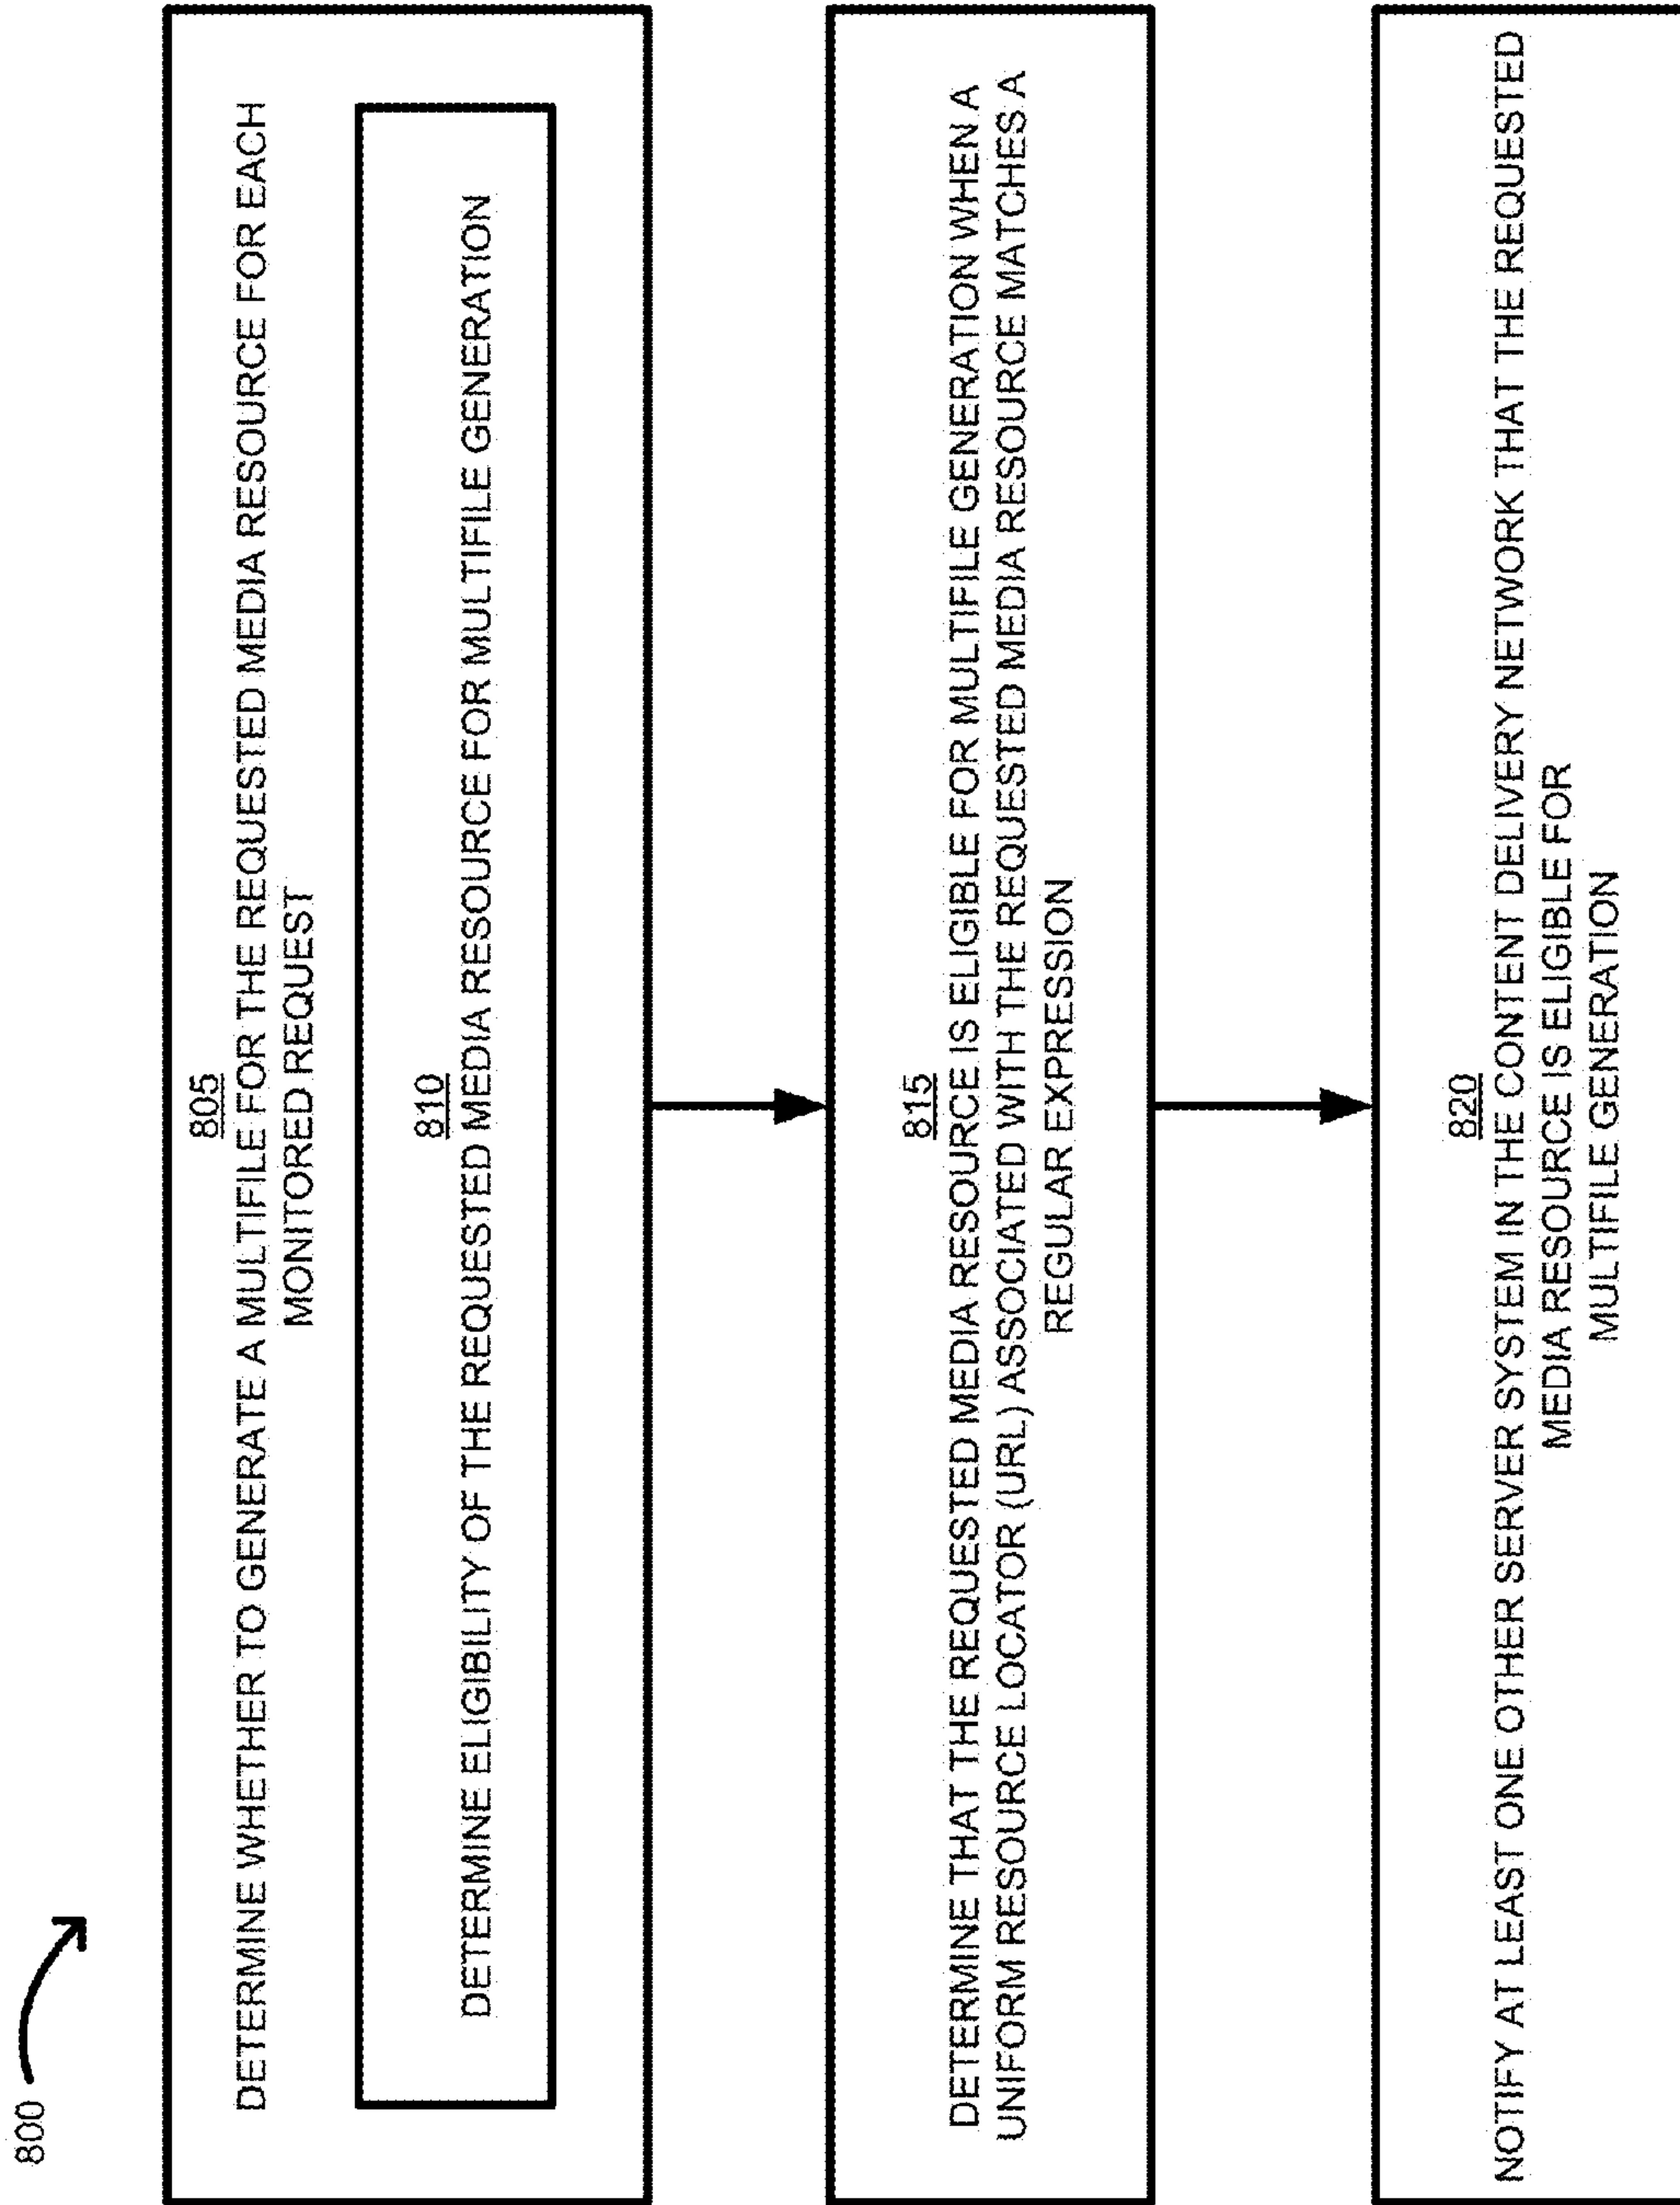 800
805
DETERMINE WHETHER TO GENERATE A MULTIFILE FOR THE REQUESTED MEDIA RESOURCE FOR EACH
MONITORED REQUEST
810
DETERMINE ELIGIBILITY OF THE REQUESTED MEDIA RESOURCE FOR MULTIFILE GENERATION
815
DETERMINE THAT THE REQUESTED MEDIA RESOURCE IS ELIGIBLE FOR MULTIFILE GENERATION WHEN A
UNIFORM RESOURCE LOCATOR (URL) ASSOCIATED WITH THE REQUESTED MEDIA RESOURCE MATCHES A
REGULAR EXPRESSION
820
NOTIFY AT LEAST ONE OTHER SERVER SYSTEM IN THE CONTENT DELIVERY NETWORK THAT THE REQUESTED
MEDIA RESOURCE IS ELIGIBLE FOR
MULTIFILE GENERATION